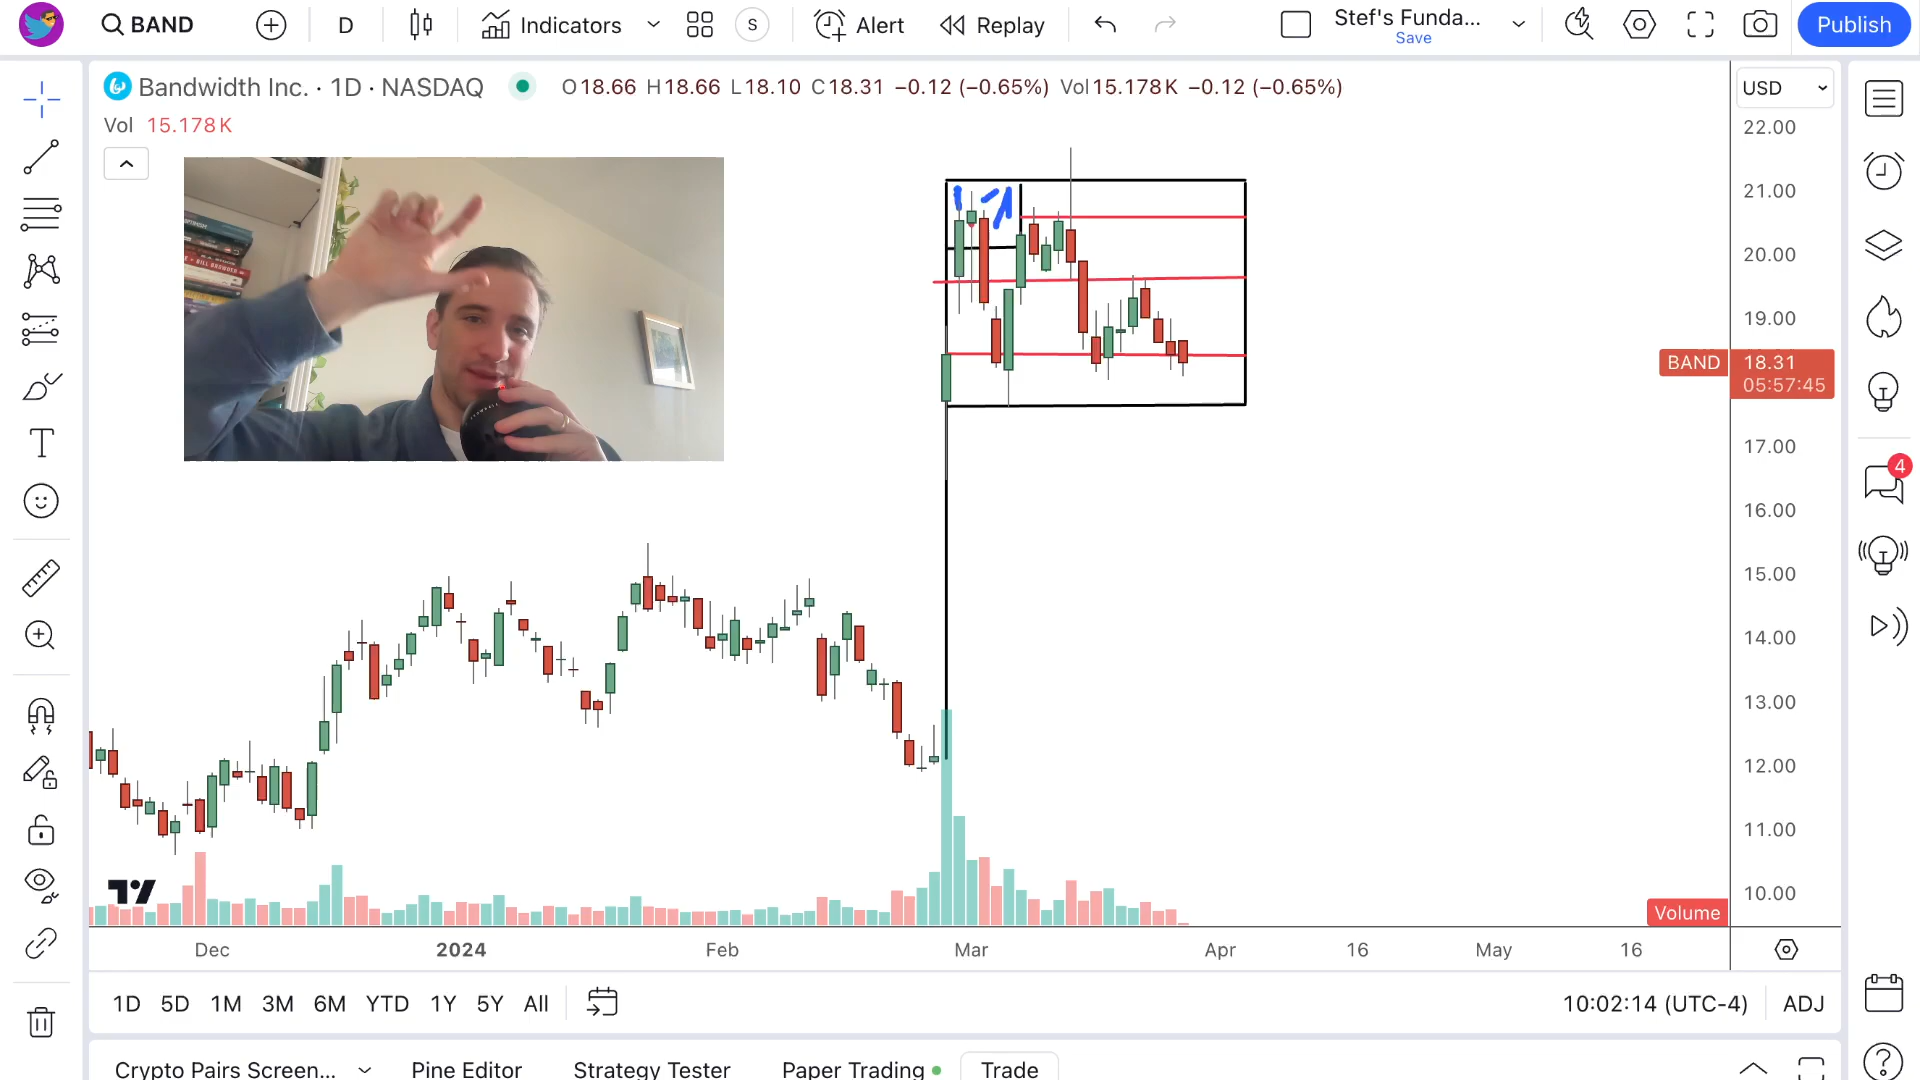 BAND
D
Indicators
S
Alert
Replay
Stef's Funda...
Save
Publish
Bandwidth Inc. · 1D · NASDAQ
O18.66 H18.66 L18.10 C18.31 −0.12 (−0.65%) Vol15.178K −0.12 (−0.65%)
USD
Vol 15.178K
22.00
21.00
20.00
19.00
BAND 18.31
05:57:45
17.00
16.00
15.00
14.00
13.00
12.00
11.00
10.00
Volume
4
Dec 2024 Feb Mar Apr 16 May 16
1D 5D 1M 3M 6M YTD 1Y 5Y All
10:02:14 (UTC-4) ADJ
Crypto Pairs Screen... Pine Editor Strategy Tester Paper Trading Trade